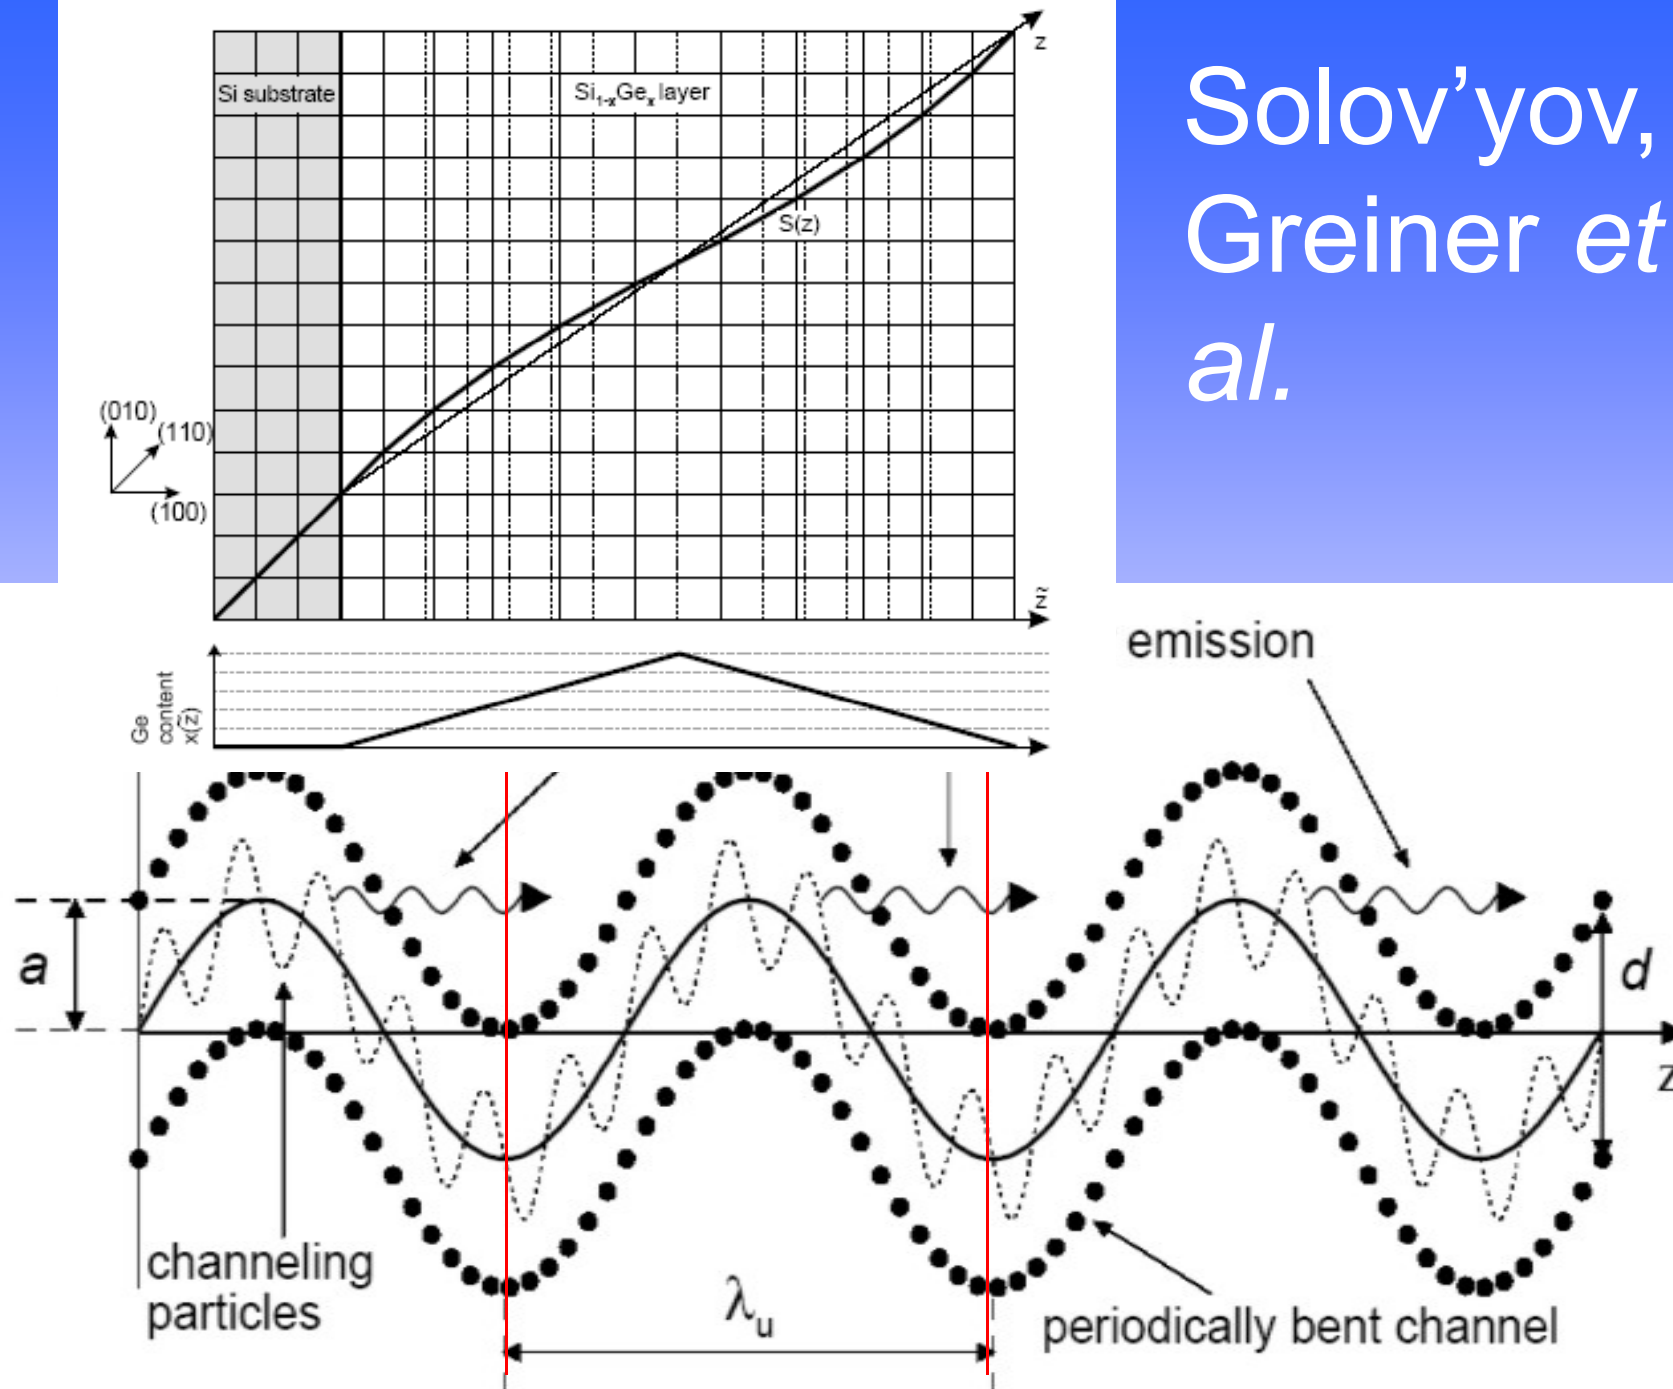 z
Si substrate
Si₁₋ₓGeₓ layer
S(z)
(010)
(110)
(100)
z̃
Ge
content
x(z̃)
Solov’yov,
Greiner et
al.
emission
a
d
z
channeling
particles
λᵤ
periodically bent channel